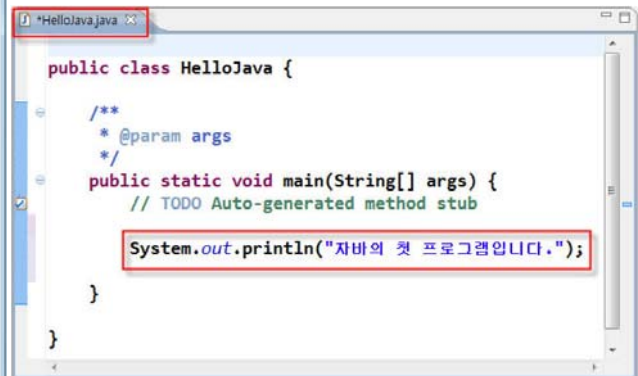 *HelloJava.java
public class HelloJava {
/**
* @param args
*/
public static void main(String[] args) {
// TODO Auto-generated method stub
System.out.println("자바의 첫 프로그램입니다.");
}
}